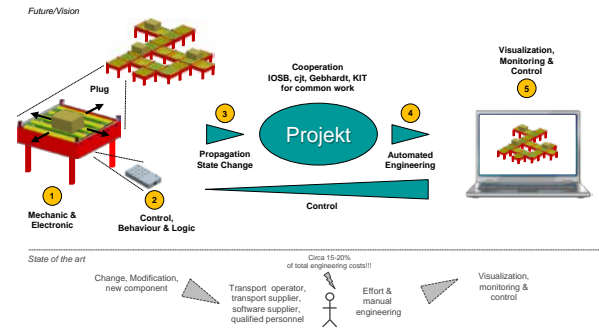 Future/Vision
Plug
1
Mechanic &
Electronic
2
Control,
Behaviour & Logic
3
Propagation
State Change
Cooperation
IOSB, cjt, Gebhardt, KIT
for common work
Projekt
4
Automated
Engineering
Control
Visualization,
Monitoring &
Control
5
State of the art
Change, Modification,
new component
Transport operator,
transport supplier,
software supplier,
qualified personnel
Circa 15-20%
of total engineering costs!!!
Effort &
manual
engineering
Visualization,
monitoring &
control